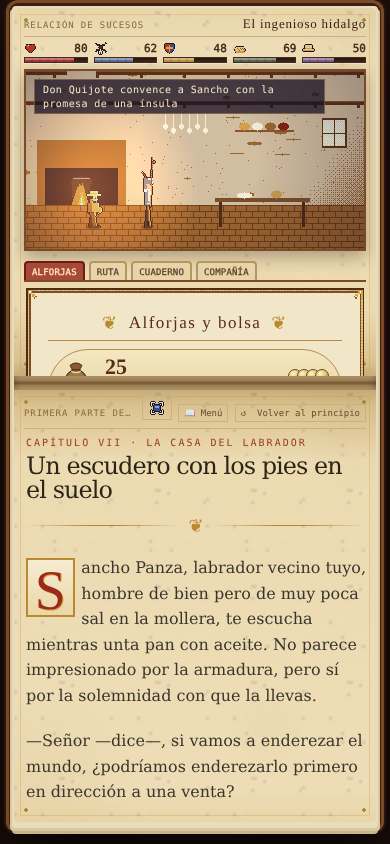 RELACIÓN DE SUCESOS
El ingenioso hidalgo
80 62 48 69 50
Don Quijote convence a Sancho con la
promesa de una ínsula
ALFORJAS RUTA CUADERNO COMPAÑÍA
Alforjas y bolsa
25
PRIMERA PARTE DE… Menú ↺ Volver al principio
CAPÍTULO VII · LA CASA DEL LABRADOR
Un escudero con los pies en
el suelo
Sancho Panza, labrador vecino tuyo,
hombre de bien pero de muy poca
sal en la mollera, te escucha
mientras unta pan con aceite. No parece
impresionado por la armadura, pero sí
por la solemnidad con que la llevas.
—Señor —dice—, si vamos a enderezar el
mundo, ¿podríamos enderezarlo primero
en dirección a una venta?